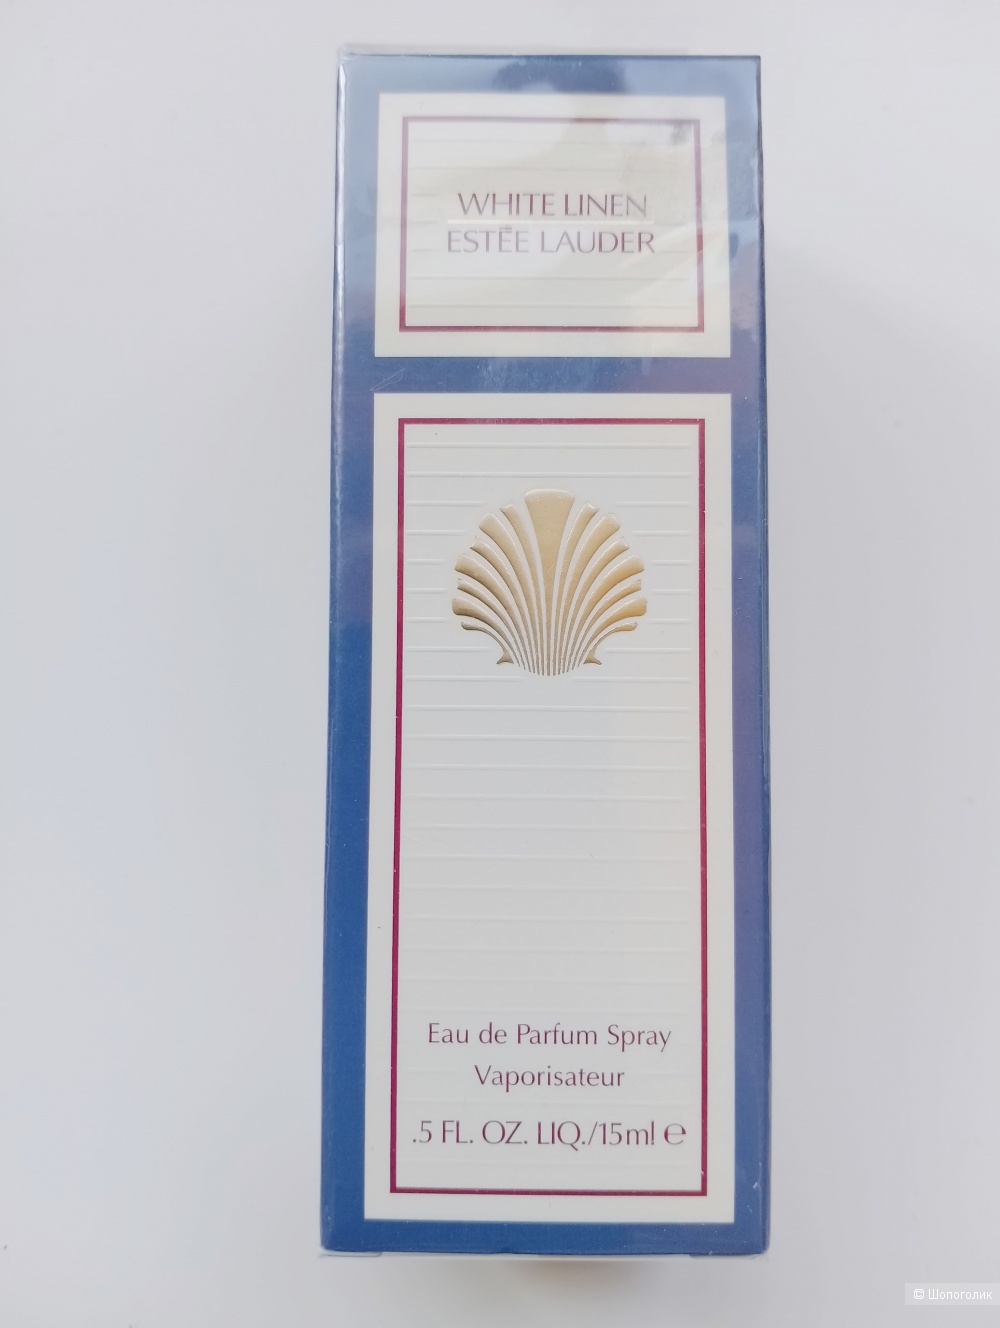 WHITE LINEN
ESTĒE LAUDER
Eau de Parfum Spray
Vaporisateur
.5 FL. OZ. LIQ./15ml ℮
© Шопоголик